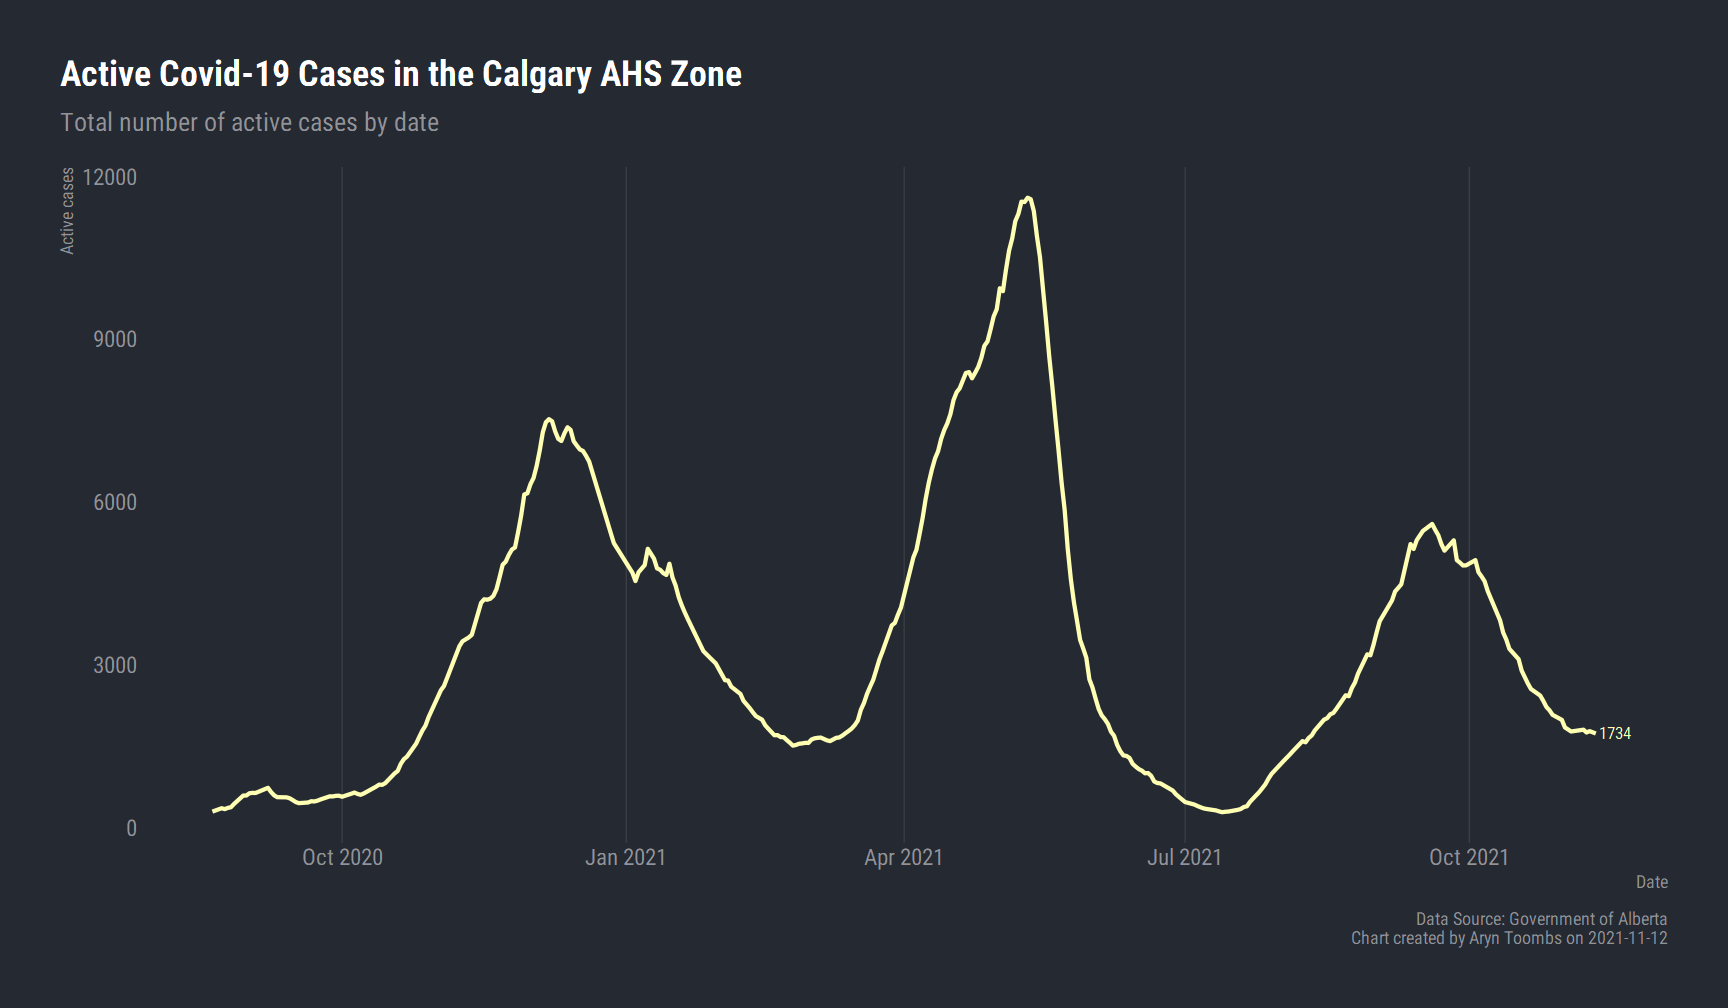 Active Covid-19 Cases in the Calgary AHS Zone
Total number of active cases by date
Active cases
12000
9000
6000
3000
0
1734
Oct 2020
Jan 2021
Apr 2021
Jul 2021
Oct 2021
Date
Data Source: Government of Alberta
Chart created by Aryn Toombs on 2021-11-12